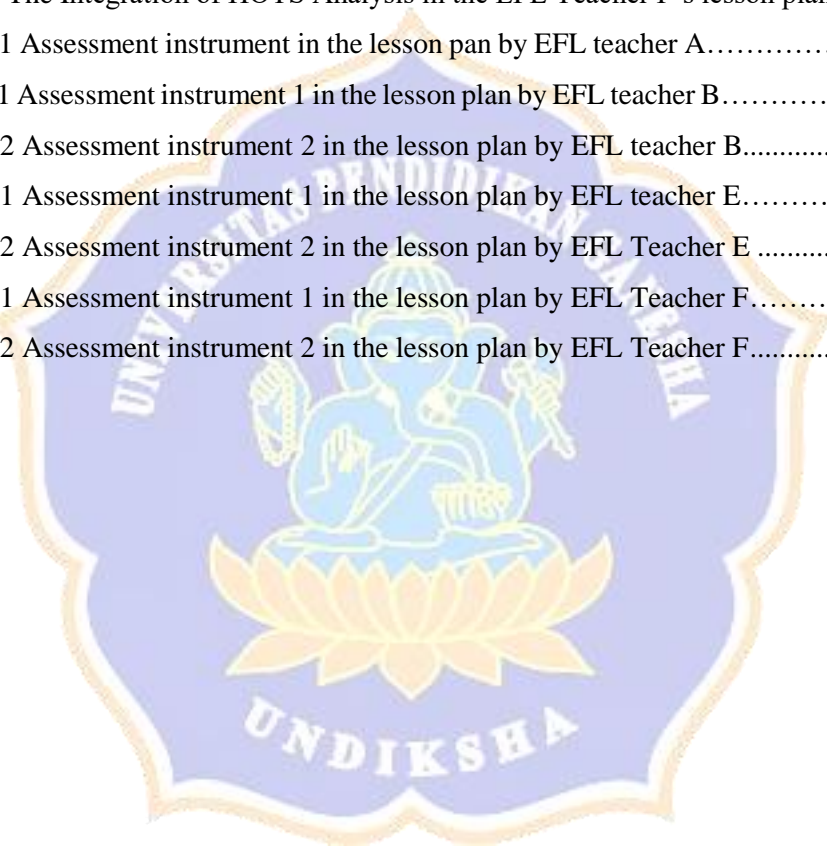 The Integration of HOTS Analysis in the EFL Teacher F's lesson plan
1 Assessment instrument in the lesson pan by EFL teacher A…………..
1 Assessment instrument 1 in the lesson plan by EFL teacher B…………
2 Assessment instrument 2 in the lesson plan by EFL teacher B...........
1 Assessment instrument 1 in the lesson plan by EFL teacher E………
2 Assessment instrument 2 in the lesson plan by EFL Teacher E ..........
1 Assessment instrument 1 in the lesson plan by EFL Teacher F………
2 Assessment instrument 2 in the lesson plan by EFL Teacher F...........
UNIVERSITAS PENDIDIKAN GANESHA
UNDIKSHA